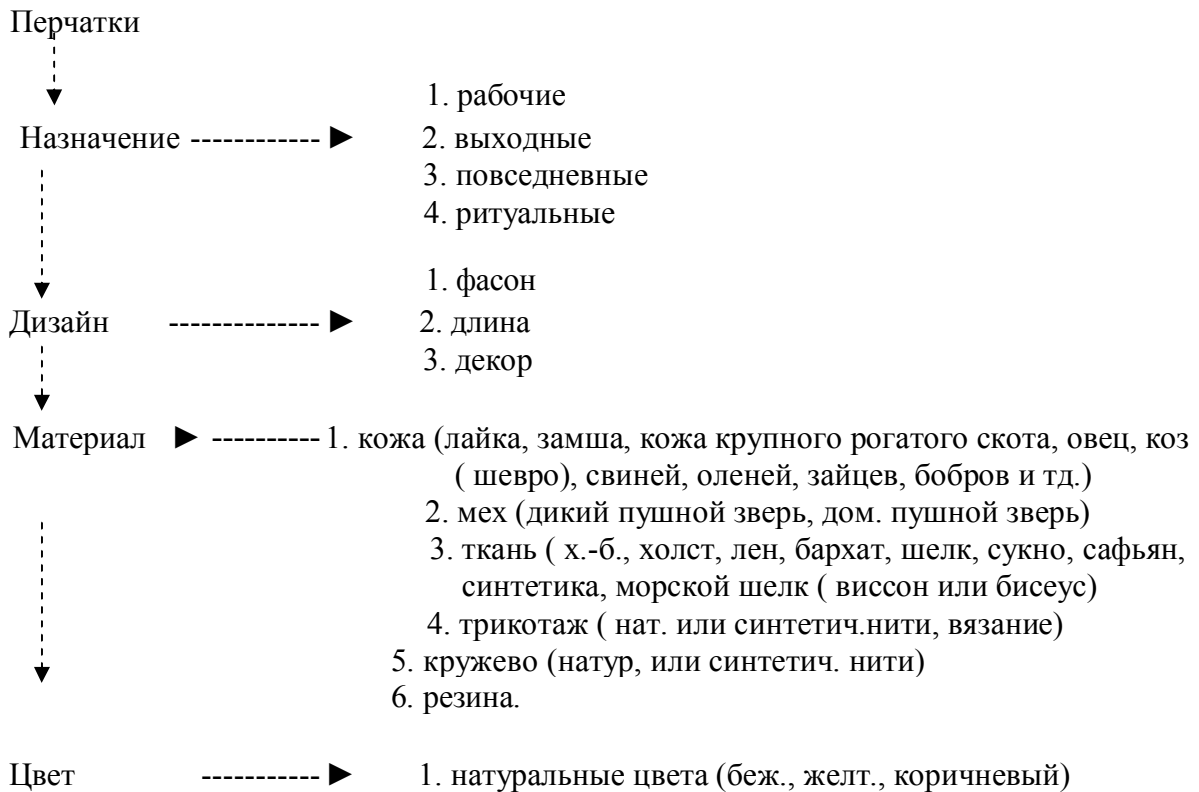 Перчатки
1. рабочие
Назначение ------------ ► 2. выходные
3. повседневные
4. ритуальные
1. фасон
Дизайн -------------- ► 2. длина
3. декор
Материал ► ---------- 1. кожа (лайка, замша, кожа крупного рогатого скота, овец, коз
( шевро), свиней, оленей, зайцев, бобров и тд.)
2. мех (дикий пушной зверь, дом. пушной зверь)
3. ткань ( х.-б., холст, лен, бархат, шелк, сукно, сафьян,
синтетика, морской шелк ( виссон или бисеус)
4. трикотаж ( нат. или синтетич.нити, вязание)
5. кружево (натур, или синтетич. нити)
6. резина.
Цвет ----------- ► 1. натуральные цвета (беж., желт., коричневый)